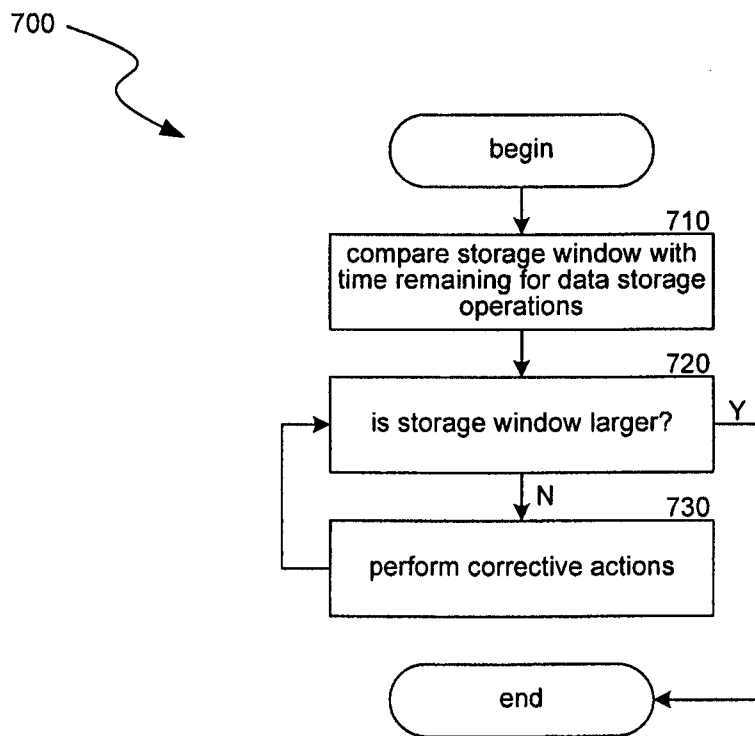 700
begin
710
compare storage window with
time remaining for data storage
operations
720
is storage window larger?
Y
N
730
perform corrective actions
end